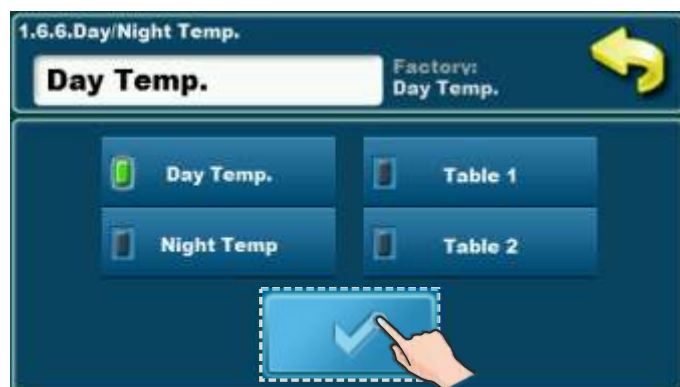 1.6.6.Day/Night Temp.
Day Temp.
Factory:
Day Temp.
Day Temp.
Table 1
Night Temp
Table 2